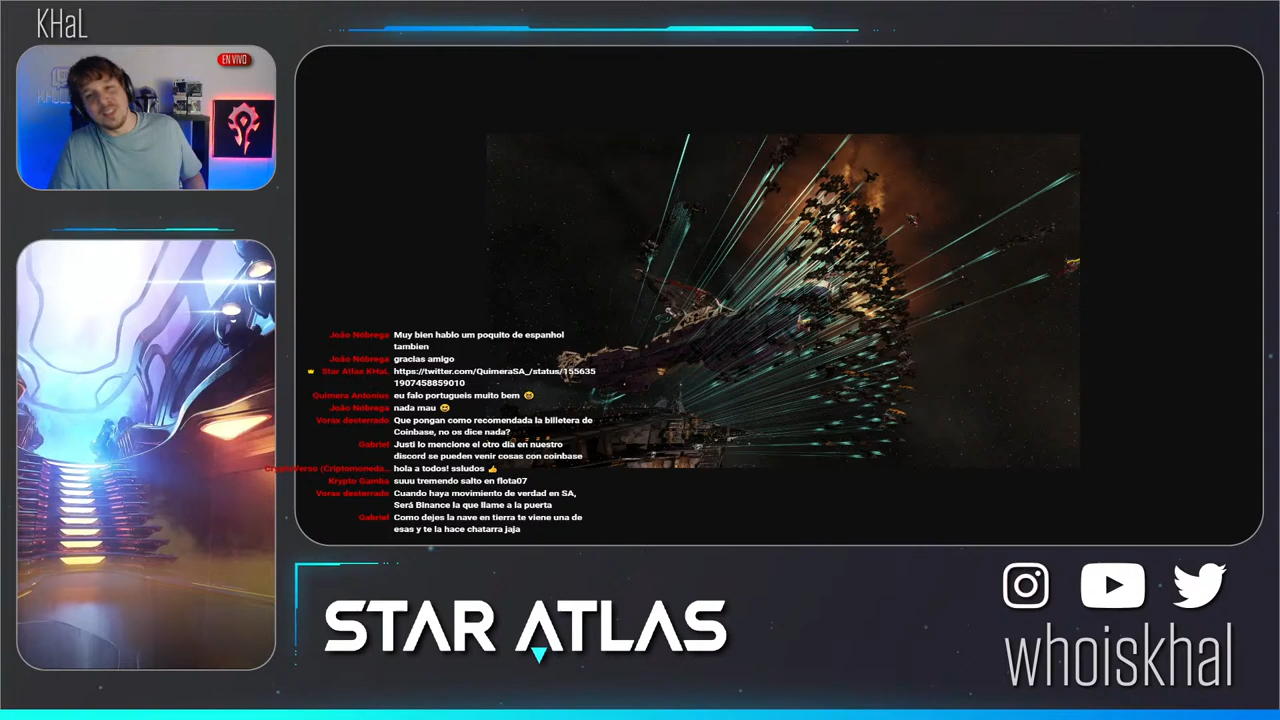 KHaL
EN VIVO
João Nóbrega Muy bien hablo um poquito de espanhol
tambien
João Nóbrega gracias amigo
Star Atlas KHaL https://twitter.com/QuimeraSA_/status/155635
1907458859010
Quimera Antonius eu falo portugueis muito bem 😄
João Nóbrega nada mau 😄
Vorax desterrado Que pongan como recomendada la billetera de
Coinbase, no os dice nada?
Gabriel Justi lo mencione el otro dia en nuestro
discord se pueden venir cosas con coinbase
(Criptomoneda... hola a todos! ssludos 👍
Krypto Gamba suuu tremendo salto en flota07
Vorax desterrado Cuando haya movimiento de verdad en SA,
Será Binance la que llame a la puerta
Gabriel Como dejes la nave en tierra te viene una de
esas y te la hace chatarra jaja
STAR ATLAS
whoiskhal